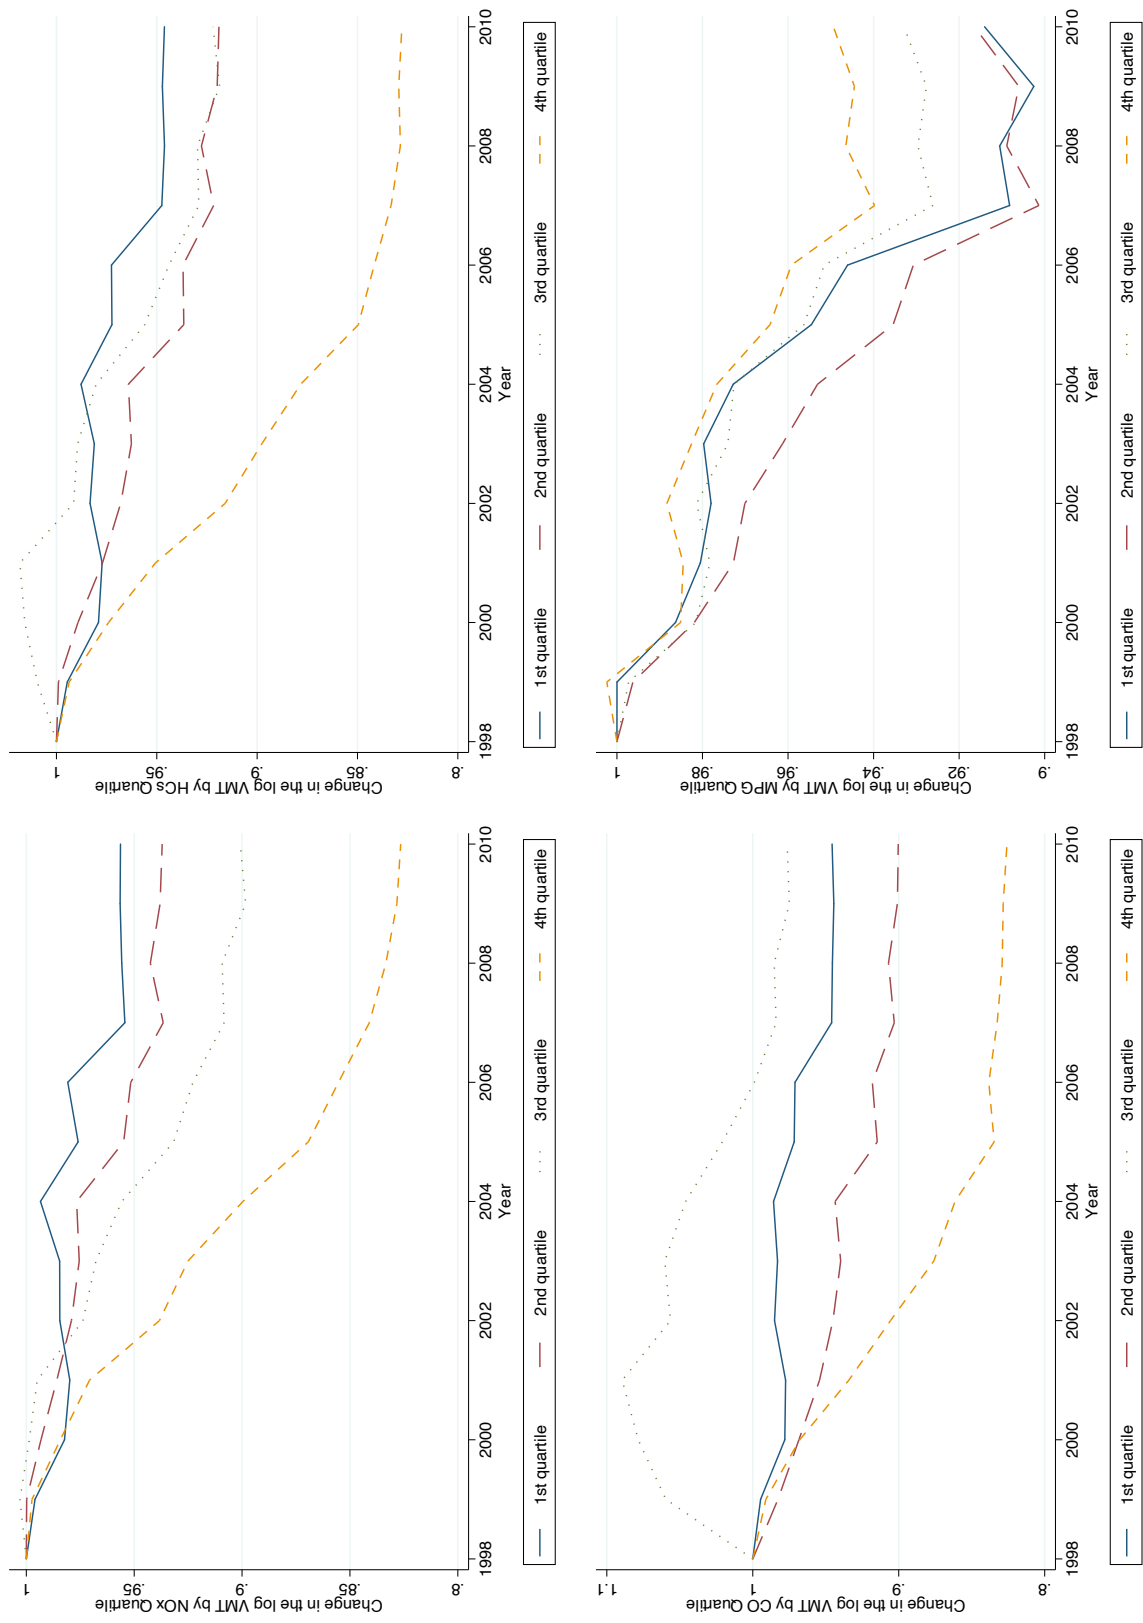 Change in the log VMT by NOx Quartile
1
.95
.9
.85
.8
1998 2000 2002 2004 2006 2008 2010
Year
1st quartile 2nd quartile 3rd quartile 4th quartile
Change in the log VMT by HCs Quartile
1
.95
.9
.85
.8
1998 2000 2002 2004 2006 2008 2010
Year
1st quartile 2nd quartile 3rd quartile 4th quartile
Change in the log VMT by CO Quartile
1.1
1
.9
.8
1998 2000 2002 2004 2006 2008 2010
Year
1st quartile 2nd quartile 3rd quartile 4th quartile
Change in the log VMT by MPG Quartile
1
.98
.96
.94
.92
.9
1998 2000 2002 2004 2006 2008 2010
Year
1st quartile 2nd quartile 3rd quartile 4th quartile